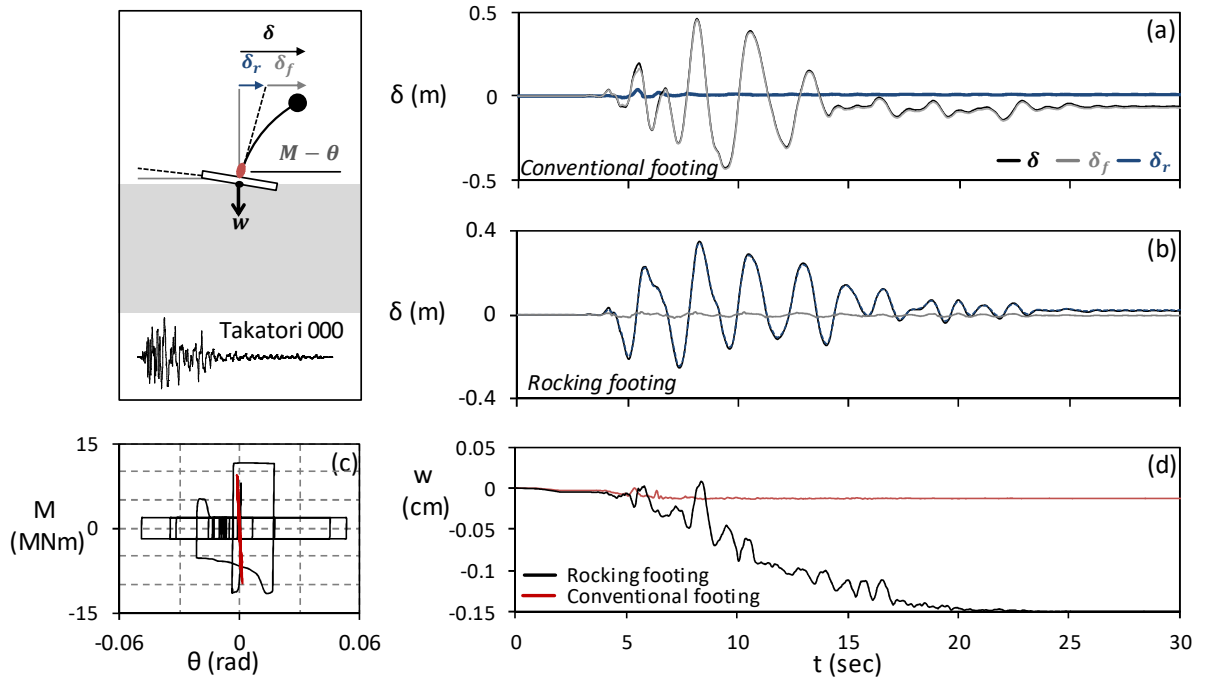 δ
δr δf
M − θ
w
Takatori 000
0.5
(a)
δ (m)
0
Conventional footing
δ δf δr
-0.5
0.4
(b)
δ (m)
0
Rocking footing
-0.4
15
(c)
M
(MNm)
0
-15
-0.06
0
0.06
θ (rad)
0.05
(d)
w
(cm)
0
-0.05
-0.1
Rocking footing
Conventional footing
-0.15
0
5
10
15
20
25
30
t (sec)